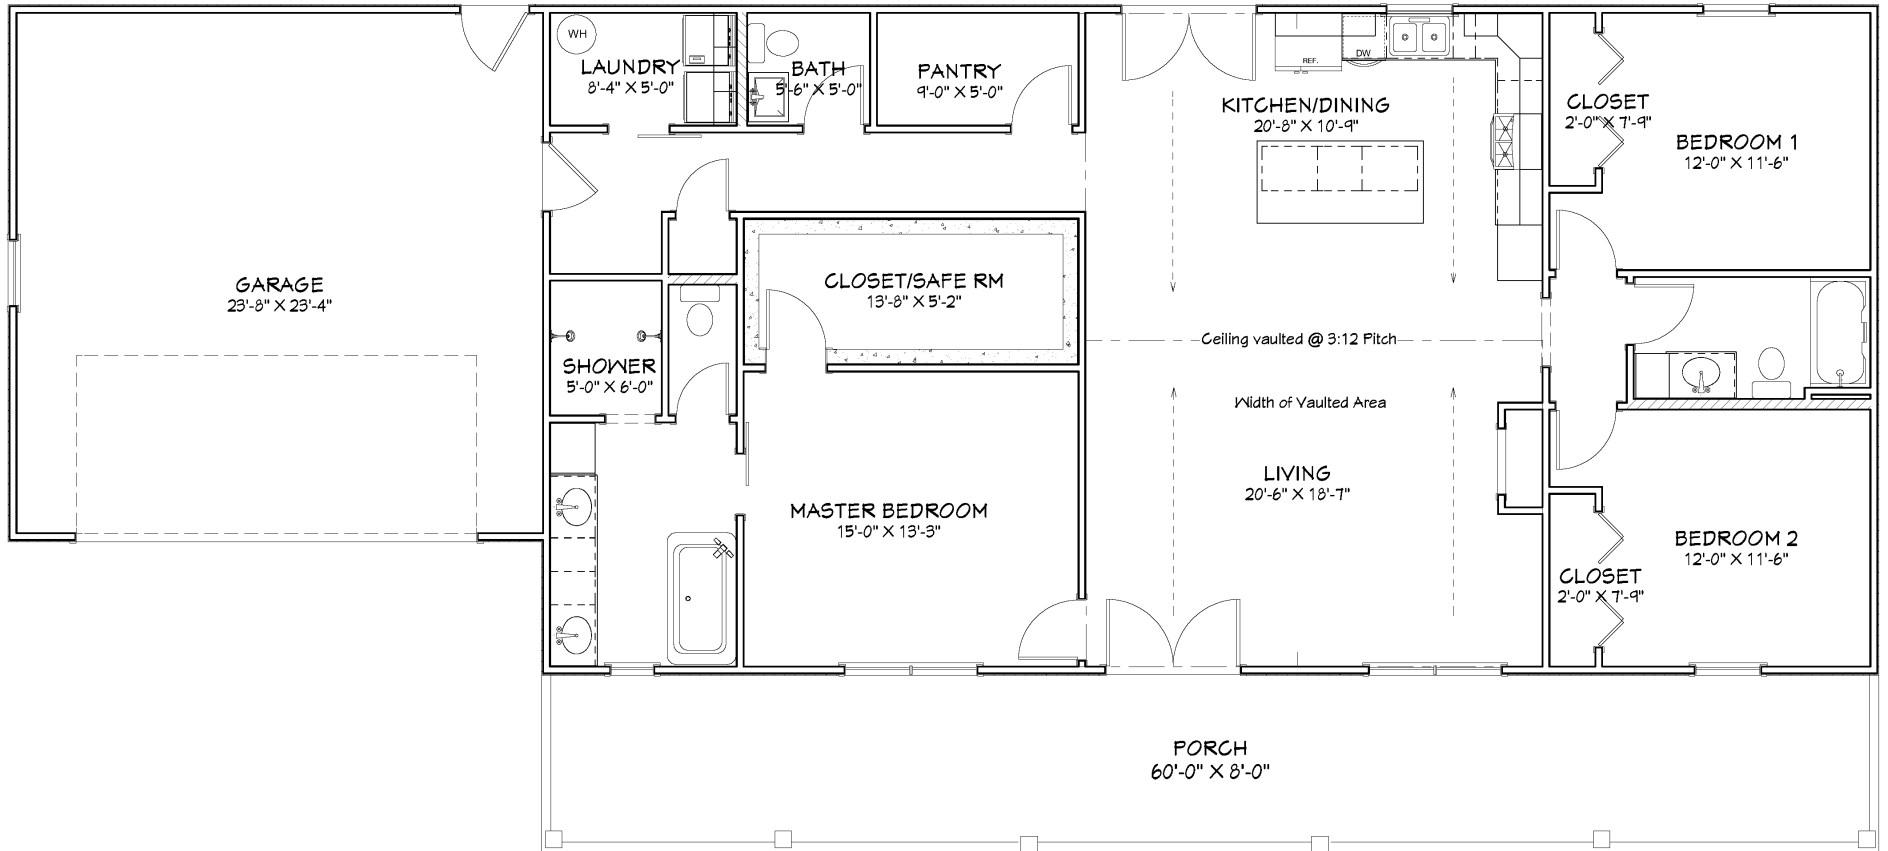 WH
LAUNDRY
8'-4" X 5'-0"
BATH
5'-6" X 5'-0"
PANTRY
9'-0" X 5'-0"
REF.
DW
KITCHEN/DINING
20'-8" X 10'-9"
CLOSET
2'-0" X 7'-9"
BEDROOM 1
12'-0" X 11'-6"
GARAGE
23'-8" X 23'-4"
CLOSET/SAFE RM
13'-8" X 5'-2"
SHOWER
5'-0" X 6'-0"
Ceiling vaulted @ 3:12 Pitch
Width of Vaulted Area
LIVING
20'-6" X 18'-7"
MASTER BEDROOM
15'-0" X 13'-3"
BEDROOM 2
12'-0" X 11'-6"
CLOSET
2'-0" X 7'-9"
PORCH
60'-0" X 8'-0"